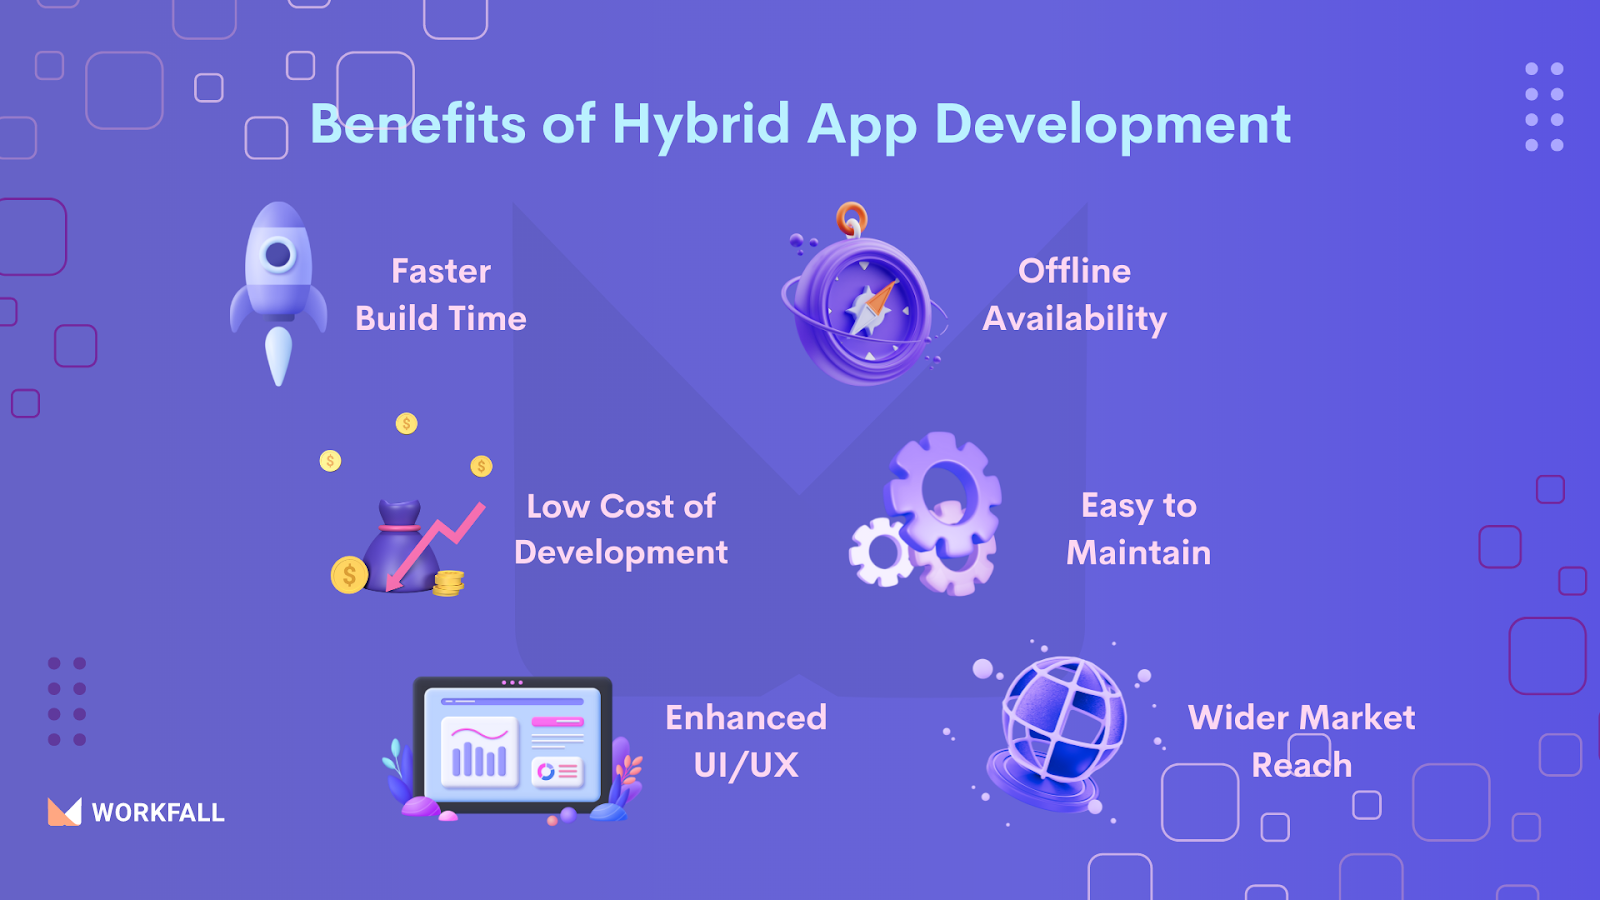 Benefits of Hybrid App Development
Faster
Build Time
Offline
Availability
Low Cost of
Development
Easy to
Maintain
Enhanced
UI/UX
Wider Market
Reach
WORKFALL